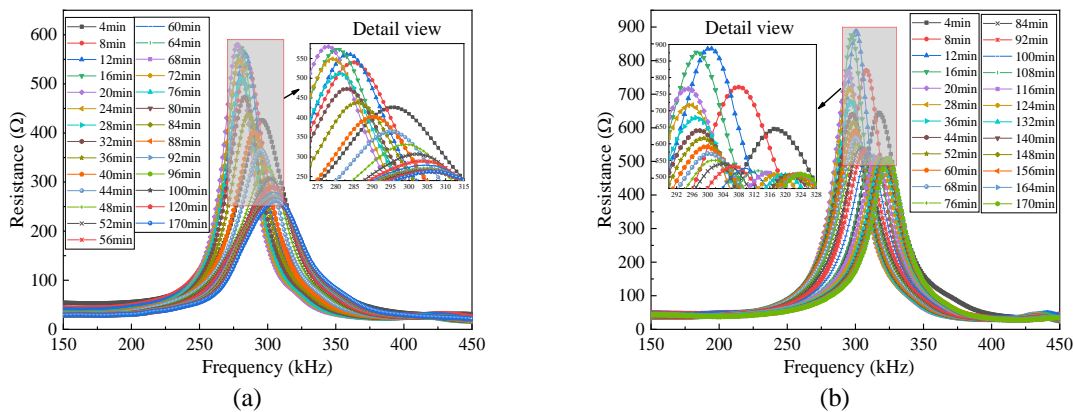 Detail view
Detail view
600
500
400
300
200
100
0
Resistance (Ω)
4min
8min
12min
16min
20min
24min
28min
32min
36min
40min
44min
48min
52min
56min
60min
64min
68min
72min
76min
80min
84min
88min
92min
96min
100min
120min
170min
550
500
450
400
350
300
250
275 280 285 290 295 300 305 310 315
150 200 250 300 350 400 450
Frequency (kHz)
(a)
900
800
700
600
500
400
300
200
100
0
Resistance (Ω)
900
850
800
750
700
650
600
550
500
292 296 300 304 308 312 316 320 324 328
4min
8min
12min
16min
20min
28min
36min
44min
52min
60min
68min
76min
84min
92min
100min
108min
116min
124min
132min
140min
148min
156min
164min
170min
150 200 250 300 350 400 450
Frequency (kHz)
(b)